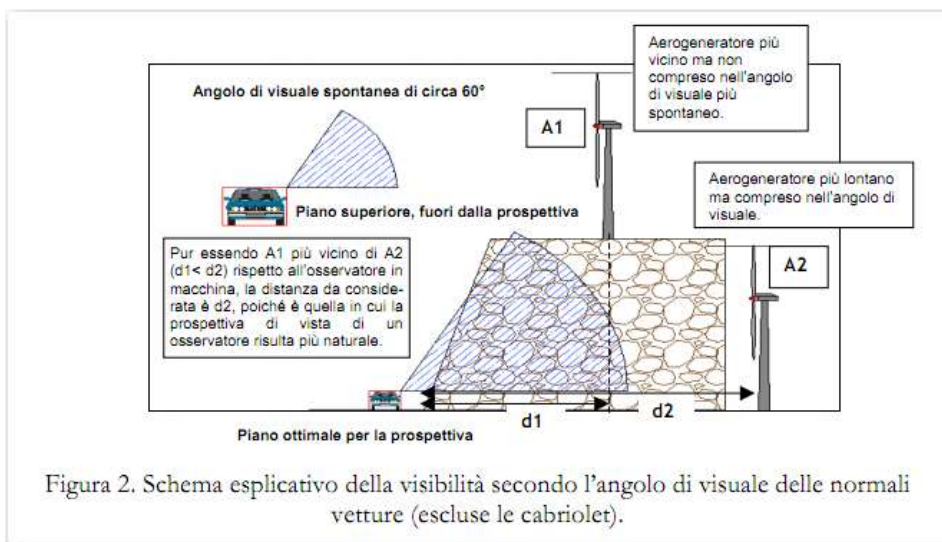 Aerogeneratore più
vicino ma non
compreso nell'angolo
di visuale più
spontaneo.
Angolo di visuale spontanea di circa 60°
A1
Aerogeneratore più lontano
ma compreso nell'angolo di
visuale.
Piano superiore, fuori dalla prospettiva
Pur essendo A1 più vicino di A2
(d1< d2) rispetto all'osservatore in
macchina, la distanza da conside-
rata è d2, poiché è quella in cui la
prospettiva di vista di un
osservatore risulta più naturale.
A2
d1
d2
Piano ottimale per la prospettiva
Figura 2. Schema esplicativo della visibilità secondo l'angolo di visuale delle normali
vetture (escluse le cabriolet).